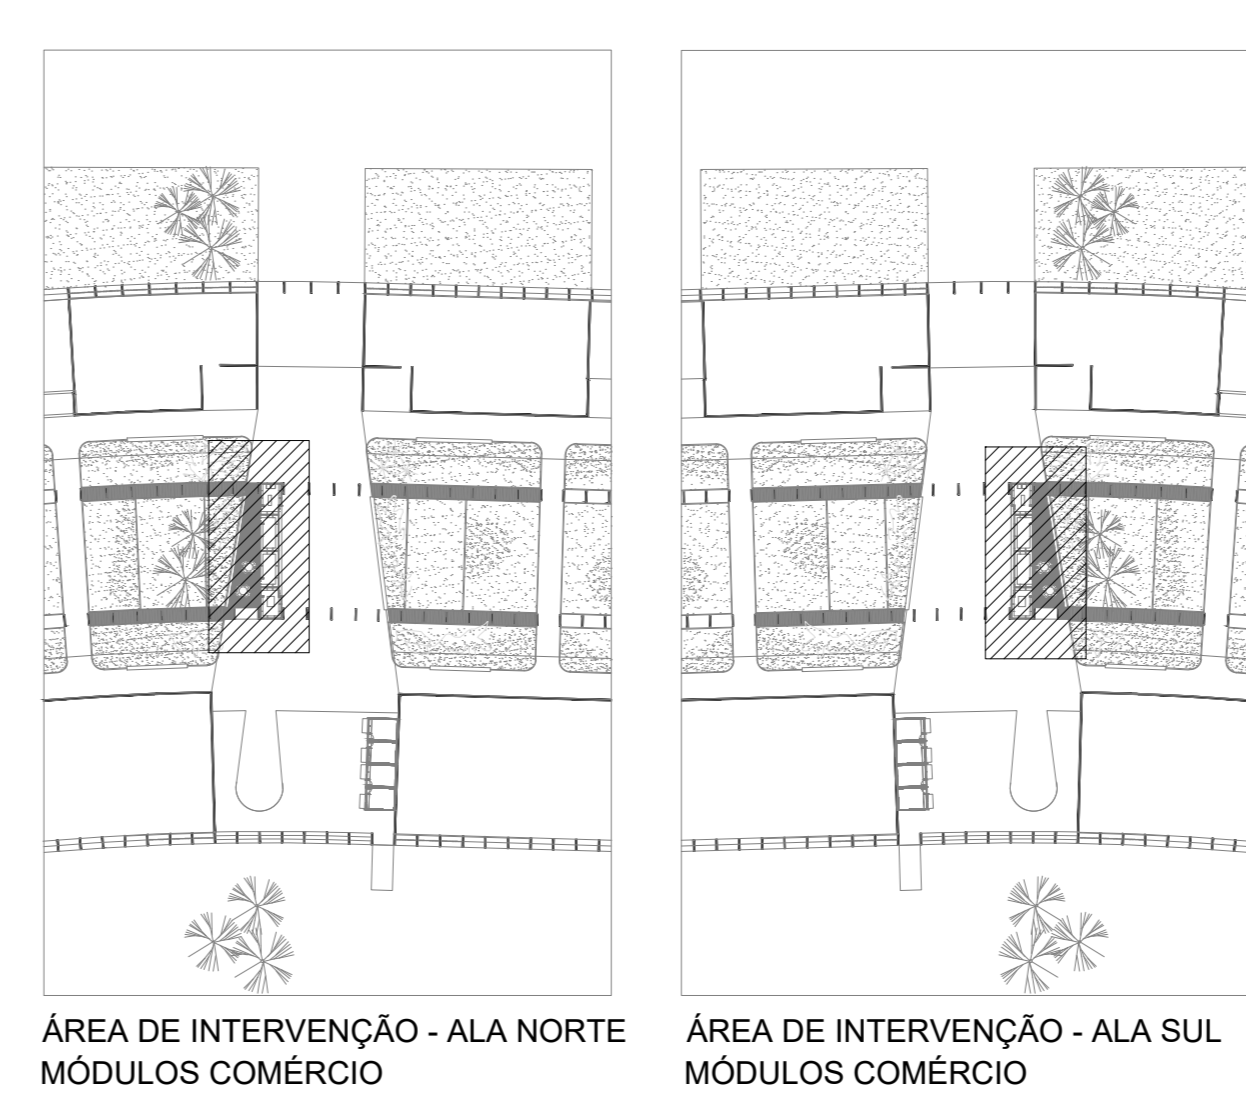 ÁREA DE INTERVENÇÃO - ALA NORTE
MÓDULOS COMÉRCIO
ÁREA DE INTERVENÇÃO - ALA SUL
MÓDULOS COMÉRCIO